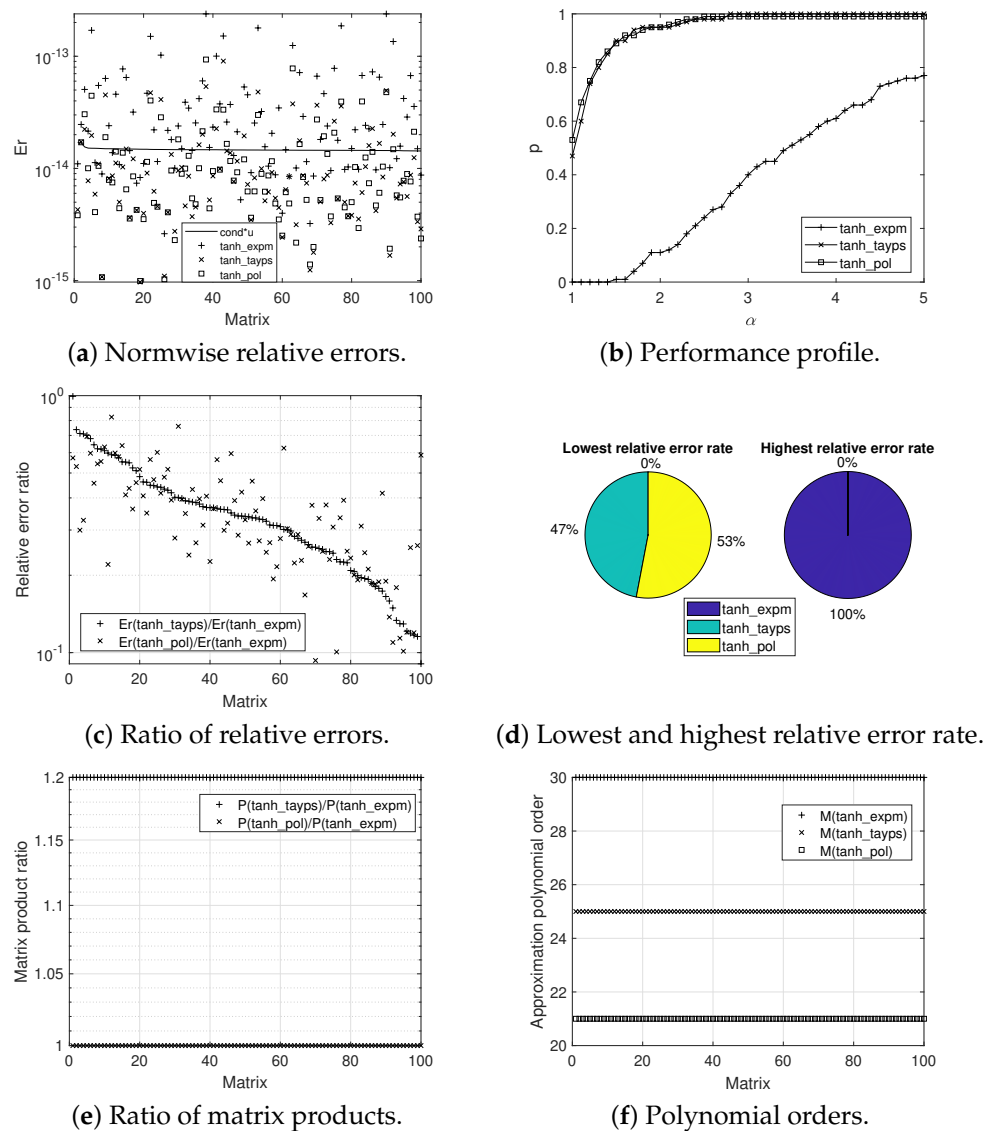 10^-13
10^-14
10^-15
Er
cond*u
tanh_expm
tanh_tayps
tanh_pol
0 20 40 60 80 100
Matrix
(a) Normwise relative errors.
1
0.8
0.6
0.4
0.2
0
p
tanh_expm
tanh_tayps
tanh_pol
1 2 3 4 5
α
(b) Performance profile.
10^0
10^-1
Relative error ratio
Er(tanh_tayps)/Er(tanh_expm)
Er(tanh_pol)/Er(tanh_expm)
0 20 40 60 80 100
Matrix
(c) Ratio of relative errors.
Lowest relative error rate
0%
47%
53%
Highest relative error rate
0%
100%
tanh_expm
tanh_tayps
tanh_pol
(d) Lowest and highest relative error rate.
1.2
1.15
1.1
1.05
1
Matrix product ratio
P(tanh_tayps)/P(tanh_expm)
P(tanh_pol)/P(tanh_expm)
0 20 40 60 80 100
Matrix
(e) Ratio of matrix products.
30
28
26
24
22
20
Approximation polynomial order
M(tanh_expm)
M(tanh_tayps)
M(tanh_pol)
0 20 40 60 80 100
Matrix
(f) Polynomial orders.